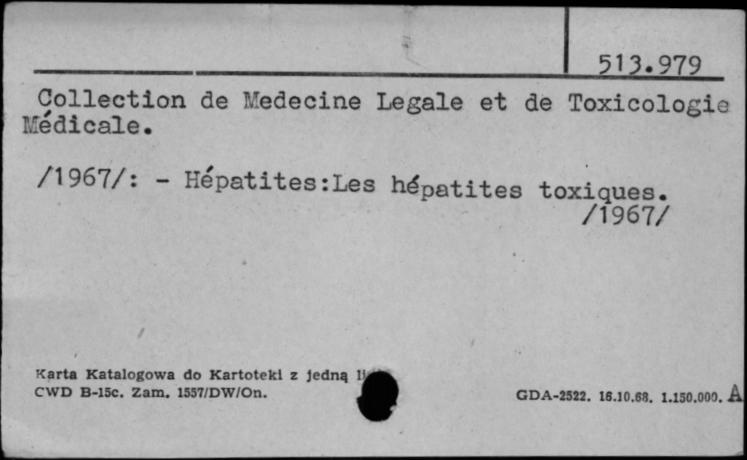 513.979
Collection de Medecine Legale et de Toxicologie
Médicale.
/1967/: - Hépatites:Les hépatites toxiques.
/1967/
Karta Katalogowa do Kartoteki z jedną
CWD B-15c. Zam. 1557/DW/On.
GDA-2522. 16.10.68. 1.150.000. A